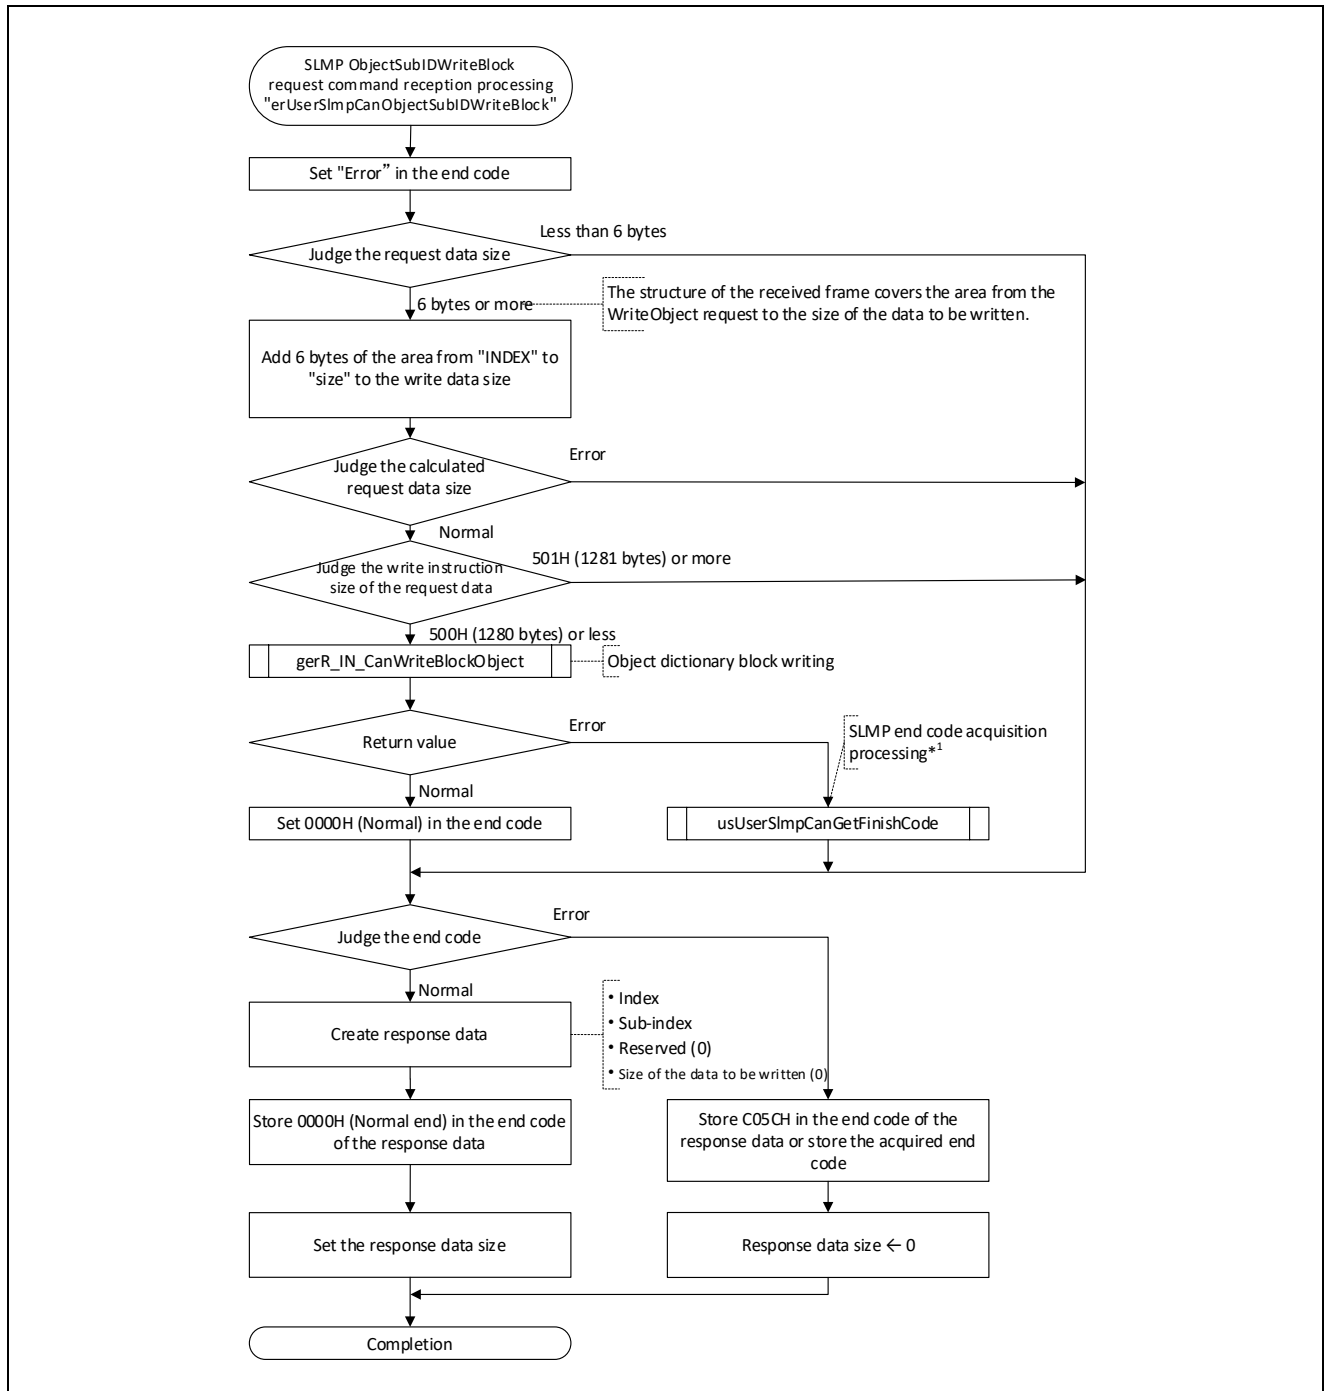 SLMP ObjectSubIDWriteBlock
request command reception processing
"erUserSlmpCanObjectSubIDWriteBlock"
Set "Error” in the end code
Less than 6 bytes
Judge the request data size
6 bytes or more
The structure of the received frame covers the area from the
WriteObject request to the size of the data to be written.
Add 6 bytes of the area from "INDEX" to
"size" to the write data size
Error
Judge the calculated
request data size
Normal
501H (1281 bytes) or more
Judge the write instruction
size of the request data
500H (1280 bytes) or less
gerR_IN_CanWriteBlockObject
Object dictionary block writing
Error
Return value
SLMP end code acquisition
processing*1
Normal
Set 0000H (Normal) in the end code
usUserSlmpCanGetFinishCode
Error
Judge the end code
Normal
Create response data
• Index
• Sub-index
• Reserved (0)
• Size of the data to be written (0)
Store 0000H (Normal end) in the end code
of the response data
Store C05CH in the end code of the
response data or store the acquired end
code
Set the response data size
Response data size ← 0
Completion